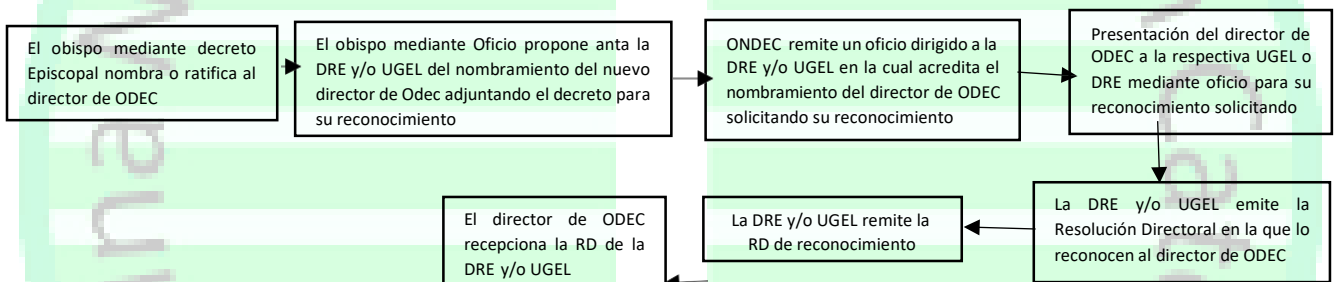 El obispo mediante decreto
Episcopal nombra o ratifica al
director de ODEC
El obispo mediante Oficio propone anta la
DRE y/o UGEL del nombramiento del nuevo
director de Odec adjuntando el decreto para
su reconocimiento
ONDEC remite un oficio dirigido a la
DRE y/o UGEL en la cual acredita el
nombramiento del director de ODEC
solicitando su reconocimiento
Presentación del director de
ODEC a la respectiva UGEL o
DRE mediante oficio para su
reconocimiento solicitando
La DRE y/o UGEL emite la
Resolución Directoral en la que lo
reconocen al director de ODEC
La DRE y/o UGEL remite la
RD de reconocimiento
El director de ODEC
recepciona la RD de la
DRE y/o UGEL